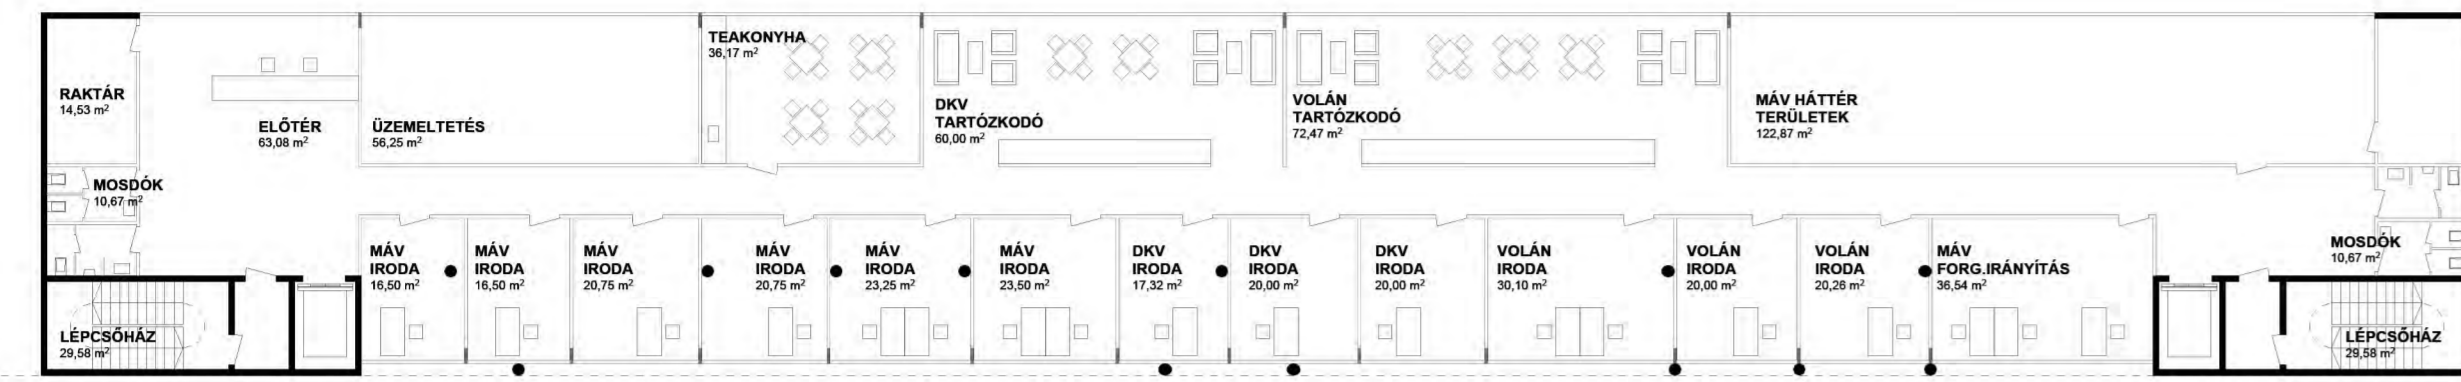 RAKTÁR
14,53 m²
ELŐTÉR
63,08 m²
ÜZEMELTETÉS
56,25 m²
TEAKONYHA
36,17 m²
DKV
TARTÓZKODÓ
60,00 m²
VOLÁN
TARTÓZKODÓ
72,47 m²
MÁV HÁTTÉR
TERÜLETEK
122,87 m²
MOSDÓK
10,67 m²
MÁV
IRODA
16,50 m²
MÁV
IRODA
16,50 m²
MÁV
IRODA
20,75 m²
MÁV
IRODA
20,75 m²
MÁV
IRODA
23,25 m²
MÁV
IRODA
23,50 m²
DKV
IRODA
17,32 m²
DKV
IRODA
20,00 m²
DKV
IRODA
20,00 m²
VOLÁN
IRODA
30,10 m²
VOLÁN
IRODA
20,00 m²
VOLÁN
IRODA
20,26 m²
MÁV
FORG.IRÁNYÍTÁS
36,54 m²
MOSDÓK
10,67 m²
LÉPCSŐHÁZ
29,58 m²
LÉPCSŐHÁZ
29,58 m²